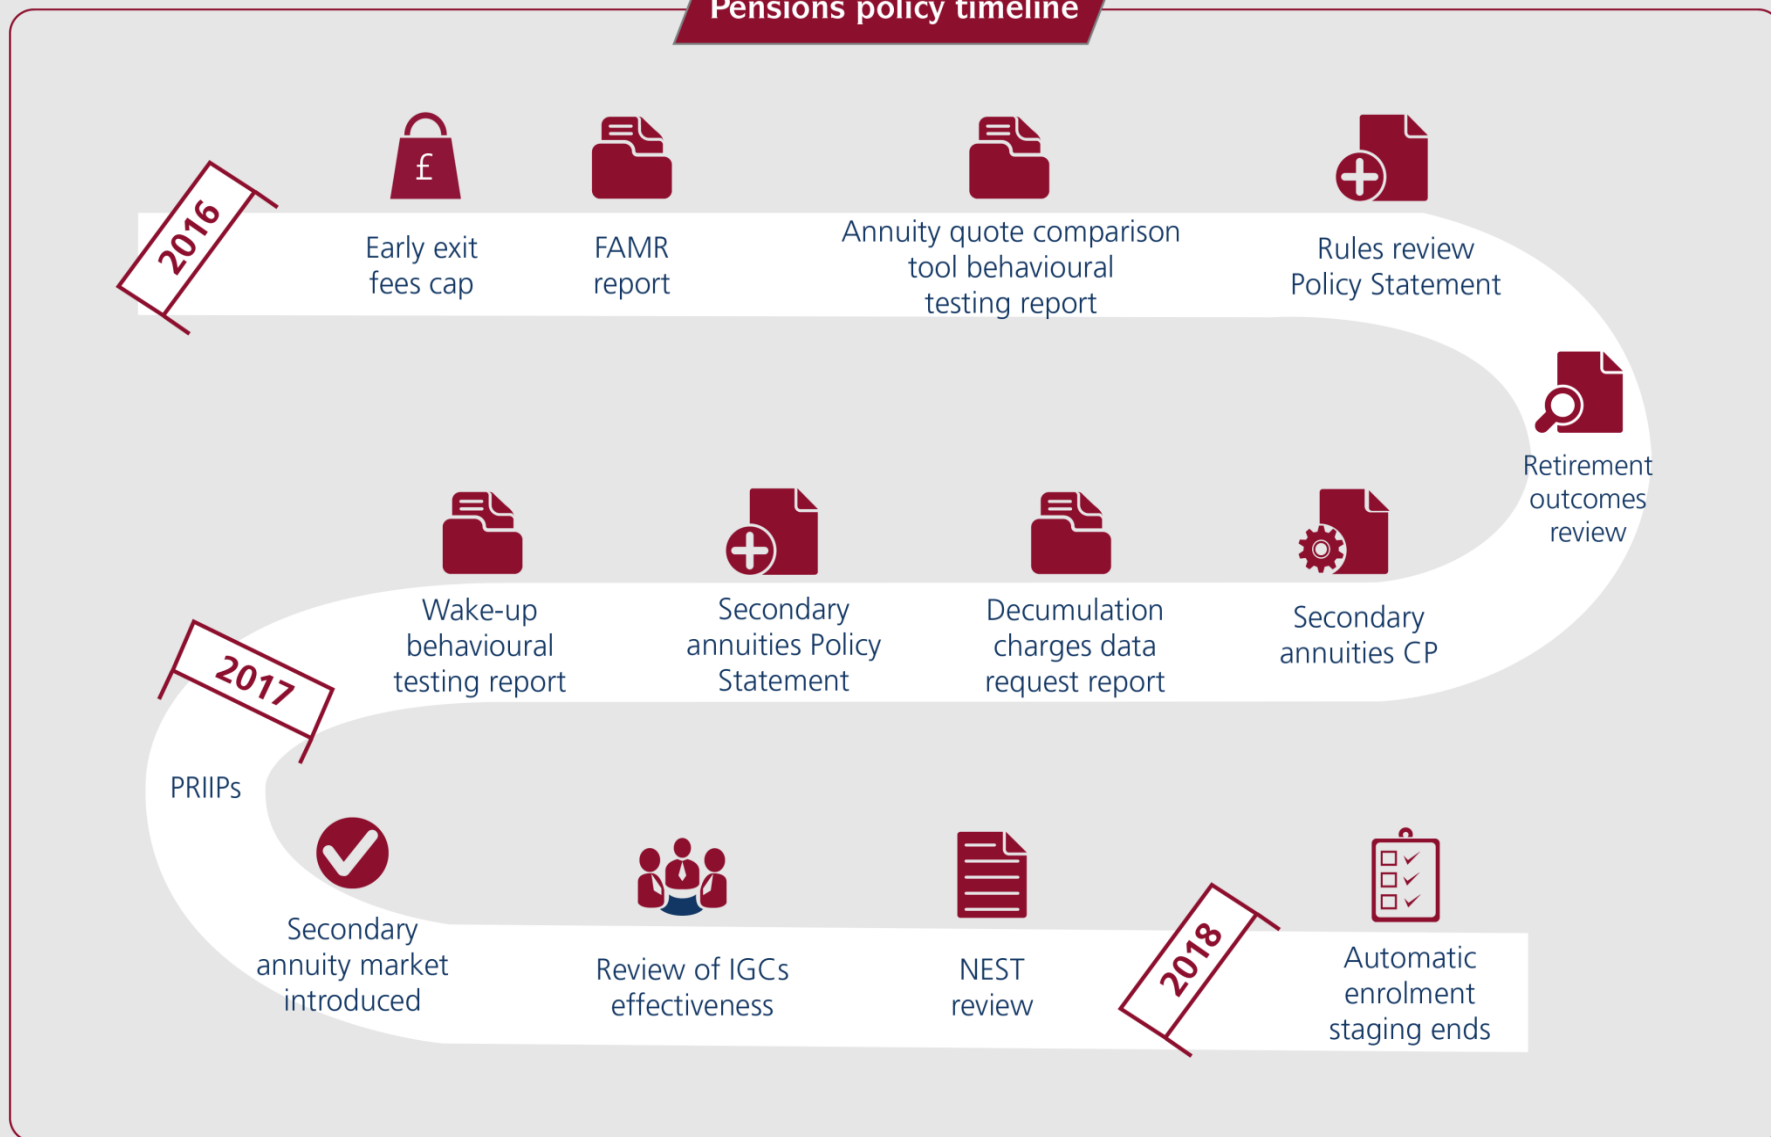 Pensions policy timeline
2016
£
Early exit
fees cap
FAMR
report
Annuity quote comparison
tool behavioural
testing report
Rules review
Policy Statement
Retirement
outcomes
review
Secondary
annuities CP
Decumulation
charges data
request report
Secondary
annuities Policy
Statement
Wake-up
behavioural
testing report
2017
PRIIPs
Secondary
annuity market
introduced
Review of IGCs
effectiveness
NEST
review
2018
Automatic
enrolment
staging ends